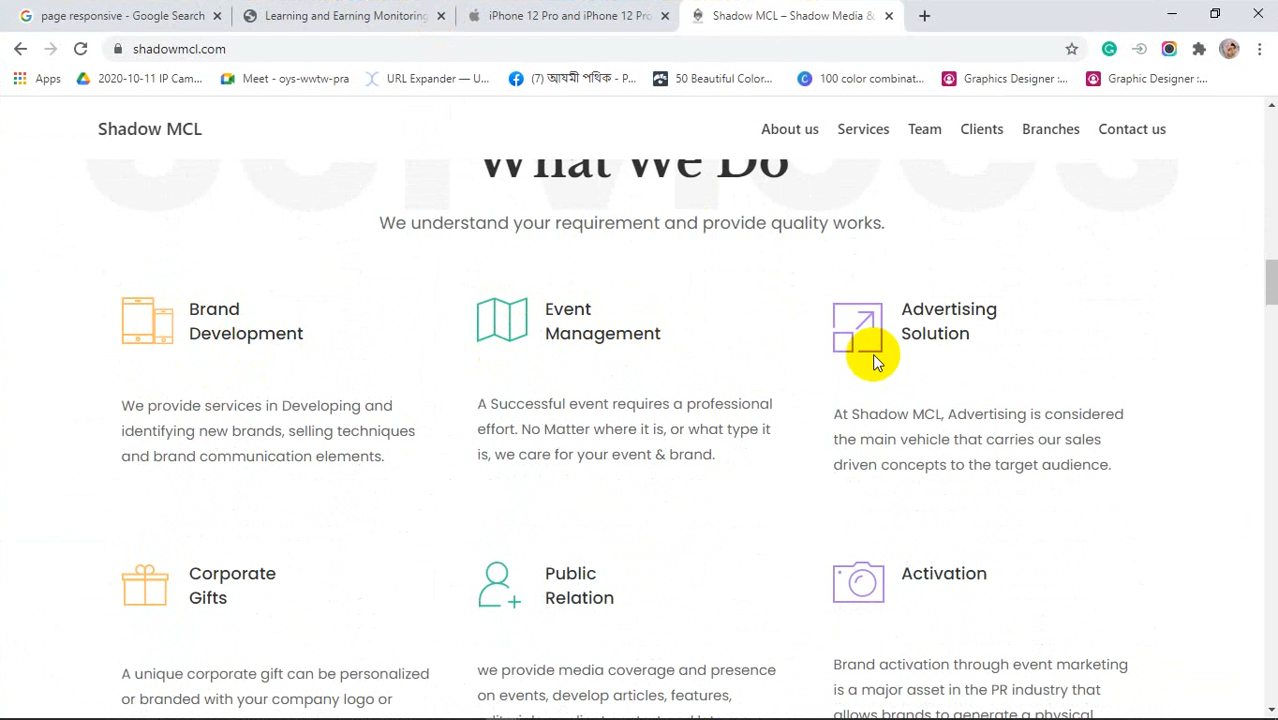 page responsive - Google Search
Learning and Earning Monitoring
iPhone 12 Pro and iPhone 12 Pro
Shadow MCL – Shadow Media &
shadowmcl.com
Apps
2020-10-11 IP Cam...
Meet - sys-wwtw-pra
URL Expander — U...
(7) আযমী পথিক - P...
50 Beautiful Color...
100 color combinat...
Graphics Designer :...
Graphic Designer :...
Shadow MCL
About us
Services
Team
Clients
Branches
Contact us
services
What We Do
We understand your requirement and provide quality works.
Brand
Development
We provide services in Developing and
identifying new brands, selling techniques
and brand communication elements.
Event
Management
A Successful event requires a professional
effort. No Matter where it is, or what type it
is, we care for your event & brand.
Advertising
Solution
At Shadow MCL, Advertising is considered
the main vehicle that carries our sales
driven concepts to the target audience.
Corporate
Gifts
A unique corporate gift can be personalized
or branded with your company logo or
Public
Relation
we provide media coverage and presence
on events, develop articles, features,
Activation
Brand activation through event marketing
is a major asset in the PR industry that
allows brands to generate a physical